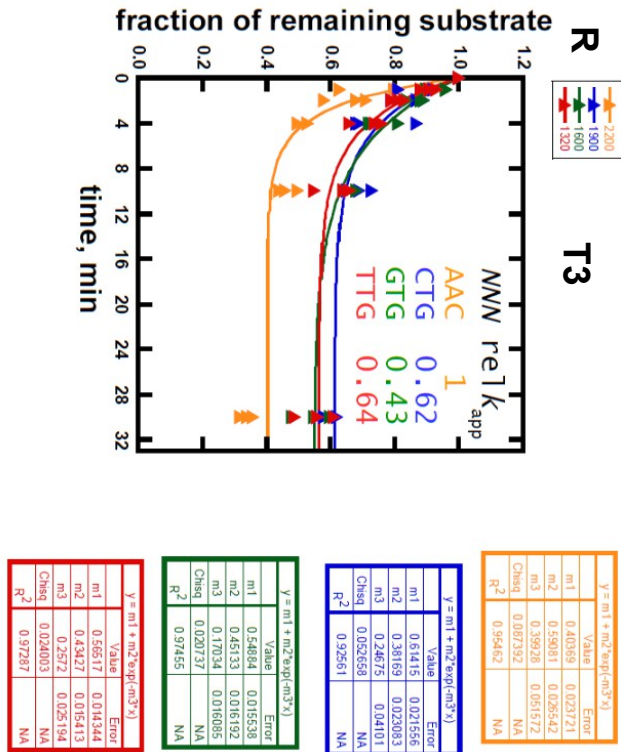 R
T3
2200
1900
1600
1320
fraction of remaining substrate
0.0 0.2 0.4 0.6 0.8 1.0 1.2
0
4
8
12
16
20
24
28
32
time, min
NNN rel k app
AAC 1
CTG 0.62
GTG 0.43
TTG 0.64
y = m1 + m2*exp(-m3*x)
Value Error
m1 0.40369 0.023721
m2 0.59081 0.026542
m3 0.39928 0.051572
Chisq 0.087392 NA
R² 0.95462 NA
y = m1 + m2*exp(-m3*x)
Value Error
m1 0.61415 0.021556
m2 0.38169 0.023083
m3 0.24675 0.04101
Chisq 0.052658 NA
R² 0.92561 NA
y = m1 + m2*exp(-m3*x)
Value Error
m1 0.54884 0.015538
m2 0.45133 0.016192
m3 0.17034 0.016085
Chisq 0.020737 NA
R² 0.97455 NA
y = m1 + m2*exp(-m3*x)
Value Error
m1 0.56517 0.014344
m2 0.43427 0.015413
m3 0.2572 0.025194
Chisq 0.024003 NA
R² 0.97287 NA